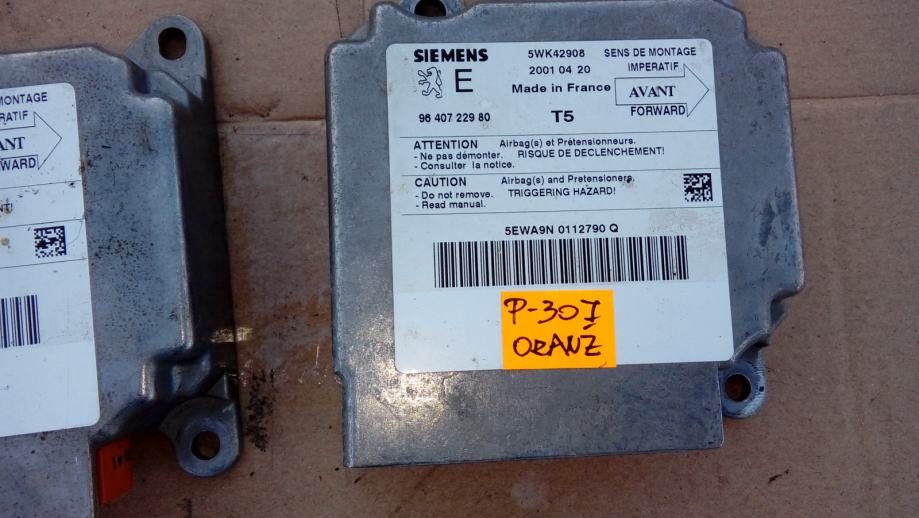 MONTAGE
RATIF
ANT
WARD
SIEMENS
E
5WK42908
SENS DE MONTAGE
2001 04 20
IMPERATIF
Made in France
AVANT
96 407 229 80
T5
FORWARD
ATTENTION Airbag(s) et Prétensionneurs.
- Ne pas démonter. RISQUE DE DECLENCHEMENT!
- Consulter la notice.
CAUTION Airbag(s) and Pretensioners.
- Do not remove. TRIGGERING HAZARD!
- Read manual.
5EWA9N 0112790 Q
P-307
ORANŻ